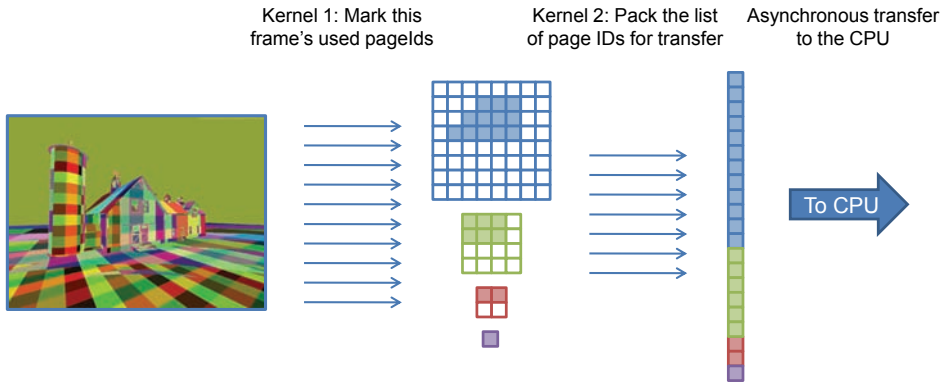 Kernel 1: Mark this
frame's used pageIds
Kernel 2: Pack the list
of page IDs for transfer
Asynchronous transfer
to the CPU
To CPU